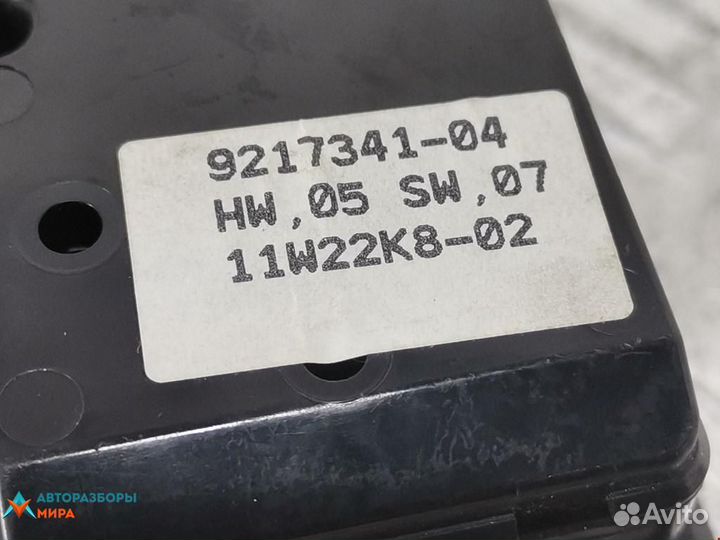 9217341-04
HW,05 SW,07
11W22K8-02
АВТОРАЗБОРЫ
МИРА
Avito